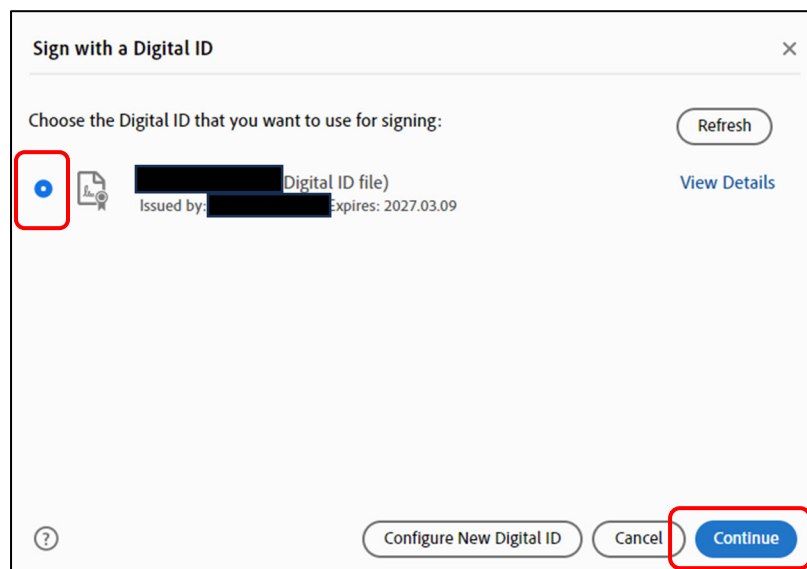 Sign with a Digital ID
Choose the Digital ID that you want to use for signing:
Refresh
Digital ID file)
View Details
Issued by: Expires: 2027.03.09
?
Configure New Digital ID
Cancel
Continue